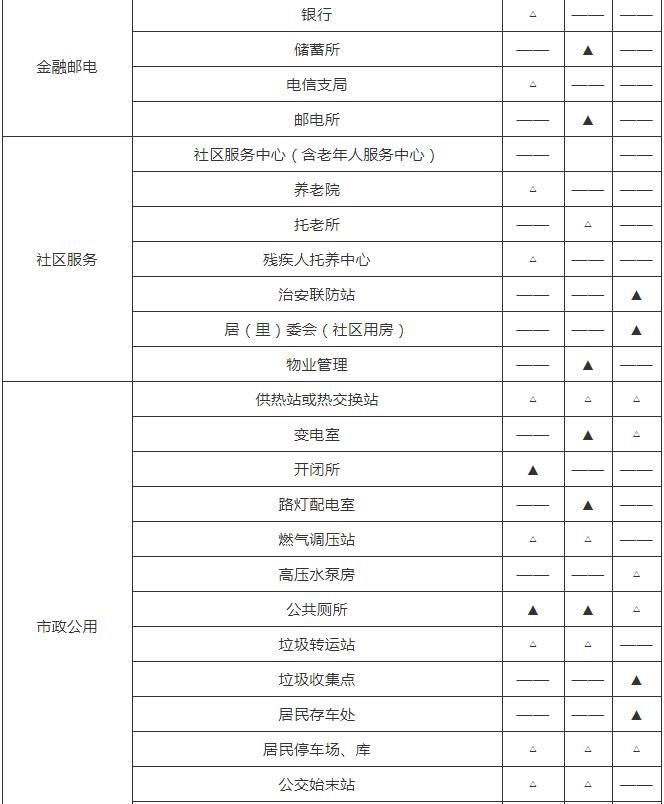 金融邮电
银行 △ —— ——
储蓄所 —— ▲ ——
电信支局 △ —— ——
邮电所 —— ▲ ——
社区服务
社区服务中心（含老年人服务中心） —— ——
养老院 △ —— ——
托老所 —— △ ——
残疾人托养中心 △ —— ——
治安联防站 —— —— ▲
居（里）委会（社区用房） —— —— ▲
物业管理 —— ▲ ——
市政公用
供热站或热交换站 △ △ △
变电室 —— ▲ △
开闭所 ▲ —— ——
路灯配电室 —— ▲ ——
燃气调压站 △ △ ——
高压水泵房 —— —— △
公共厕所 ▲ ▲ △
垃圾转运站 △ △ ——
垃圾收集点 —— —— ▲
居民存车处 —— —— ▲
居民停车场、库 △ △ △
公交始末站 △ △ ——